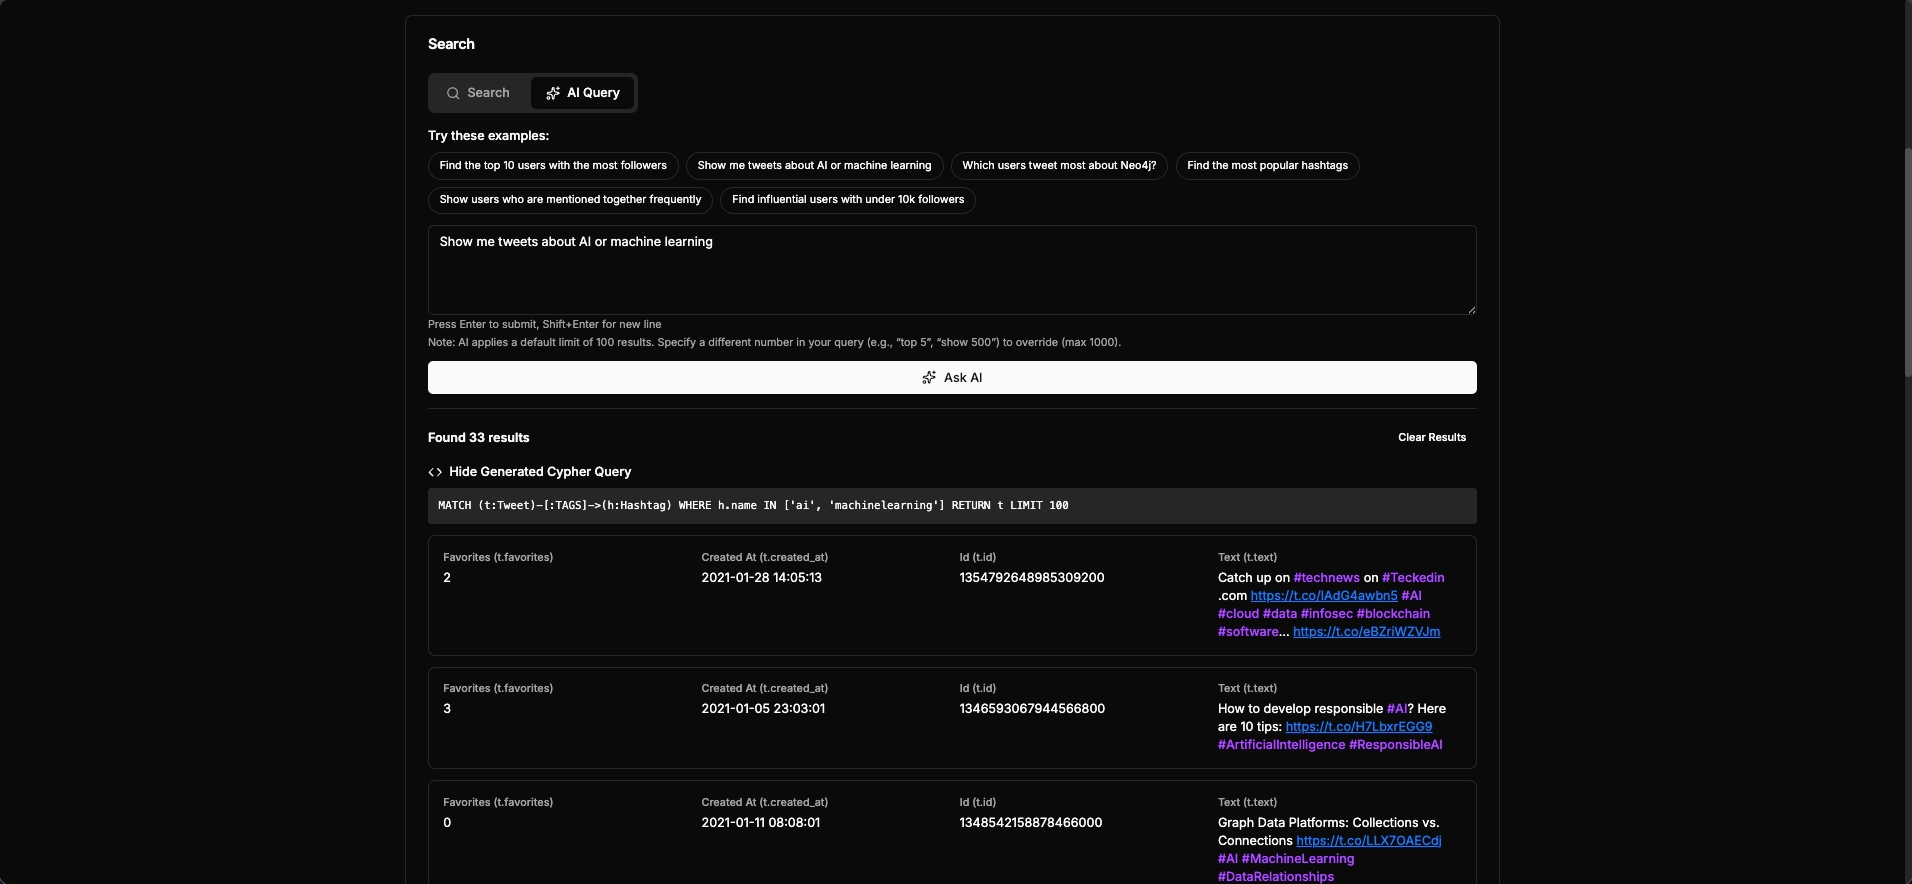 Search
Search
AI Query
Try these examples:
Find the top 10 users with the most followers
Show me tweets about AI or machine learning
Which users tweet most about Neo4j?
Find the most popular hashtags
Show users who are mentioned together frequently
Find influential users with under 10k followers
Show me tweets about AI or machine learning
Press Enter to submit, Shift+Enter for new line
Note: AI applies a default limit of 100 results. Specify a different number in your query (e.g., “top 5”, “show 500”) to override (max 1000).
Ask AI
Found 33 results
Clear Results
<> Hide Generated Cypher Query
MATCH (t:Tweet)-[:TAGS]->(h:Hashtag) WHERE h.name IN ['ai', 'machinelearning'] RETURN t LIMIT 100
Favorites (t.favorites)
2
Created At (t.created_at)
2021-01-28 14:05:13
Id (t.id)
1354792648985309200
Text (t.text)
Catch up on #technews on #Teckedin
.com https://t.co/lAdG4awbn5 #AI
#cloud #data #infosec #blockchain
#software... https://t.co/eBZriWZVJm
Favorites (t.favorites)
3
Created At (t.created_at)
2021-01-05 23:03:01
Id (t.id)
1346593067944566800
Text (t.text)
How to develop responsible #AI? Here
are 10 tips: https://t.co/H7LbxrEGG9
#ArtificialIntelligence #ResponsibleAI
Favorites (t.favorites)
0
Created At (t.created_at)
2021-01-11 08:08:01
Id (t.id)
1348542158878466000
Text (t.text)
Graph Data Platforms: Collections vs.
Connections https://t.co/LLX7OAECdj
#AI #MachineLearning
#DataRelationships